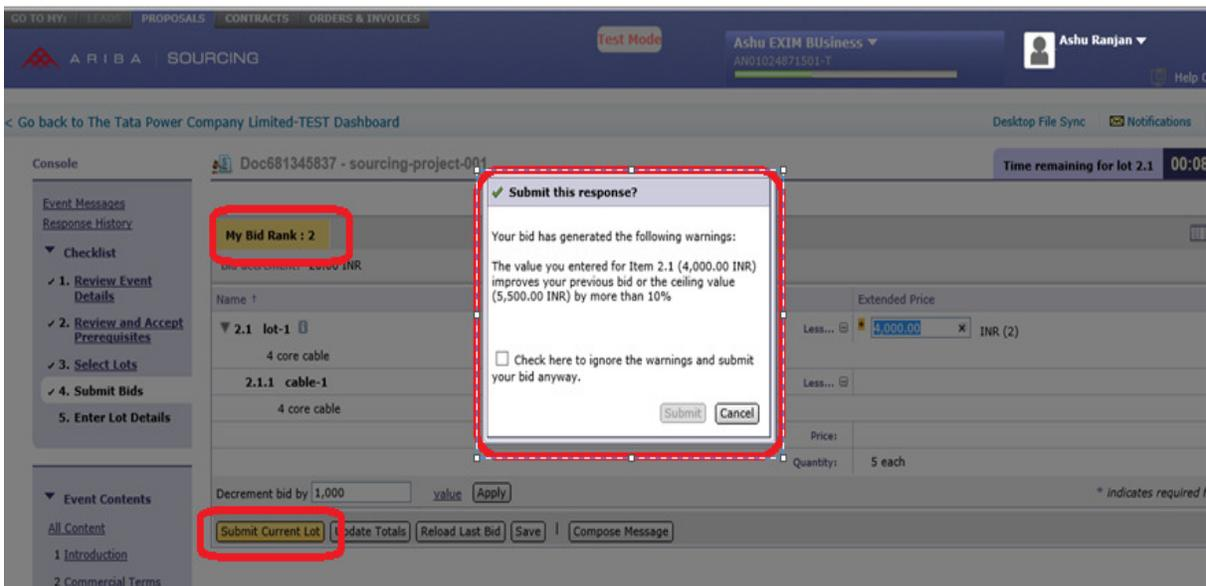 GO TO MY: LEADS PROPOSALS CONTRACTS ORDERS & INVOICES
ARIBA SOURCING
Test Mode
Ashu EXIM BUsiness
AN01024871501-T
Ashu Ranjan
Help
< Go back to The Tata Power Company Limited-TEST Dashboard
Desktop File Sync Notifications
Console
Doc681345837 - sourcing-project-001
Time remaining for lot 2.1 00:08
Event Messages
Response History
Checklist
✓ 1. Review Event Details
✓ 2. Review and Accept Prerequisites
✓ 3. Select Lots
✓ 4. Submit Bids
5. Enter Lot Details
Event Contents
All Content
1 Introduction
2 Commercial Terms
My Bid Rank : 2
Bid decrement: 20.00 INR
Name ↑
Extended Price
2.1 lot-1
Less...
* 4,000.00 × INR (2)
4 core cable
2.1.1 cable-1
Less...
4 core cable
Price:
Quantity: 5 each
Decrement bid by 1,000 value Apply
* indicates required
Submit Current Lot Update Totals Reload Last Bid Save | Compose Message
✓ Submit this response?
Your bid has generated the following warnings:
The value you entered for Item 2.1 (4,000.00 INR)
improves your previous bid or the ceiling value
(5,500.00 INR) by more than 10%
Check here to ignore the warnings and submit
your bid anyway.
Submit Cancel